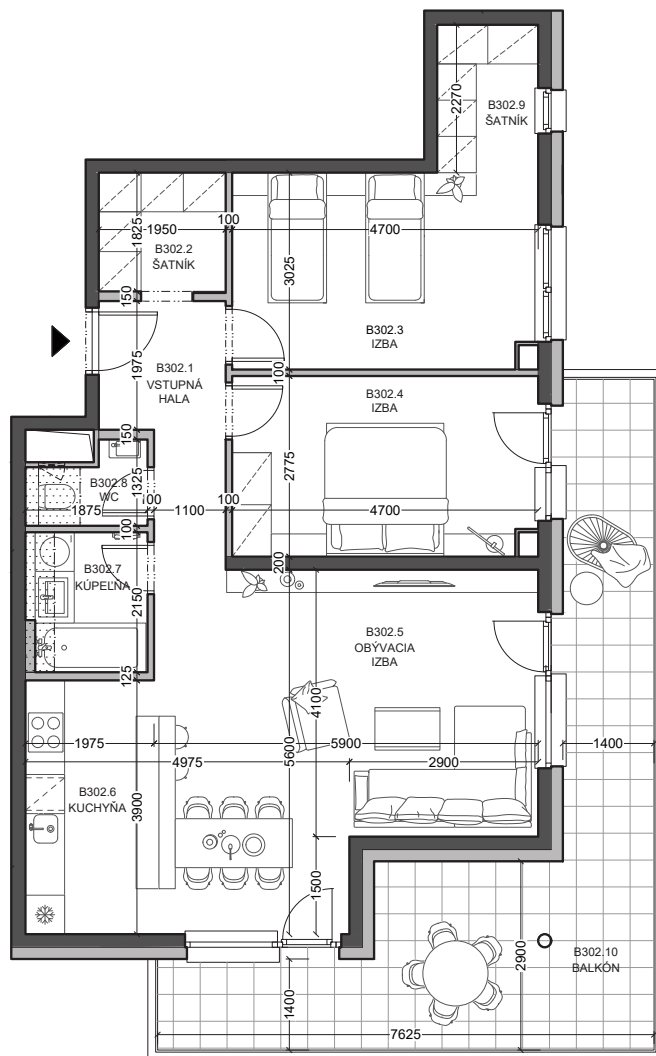 2270
B302.9
ŠATNÍK
1825
1950
100
4700
B302.2
ŠATNÍK
3025
150
B302.3
IZBA
1975
B302.1
VSTUPNÁ
HALA
100
B302.4
IZBA
150
2775
1325
B302.8
WC
1875
100
1100
100
4700
100
200
B302.7
KÚPEĽŇA
2150
B302.5
OBÝVACIA
IZBA
125
4100
5600
1975
5900
1400
4975
2900
B302.6
KUCHYŇA
3900
1500
2900
B302.10
BALKÓN
1400
7625